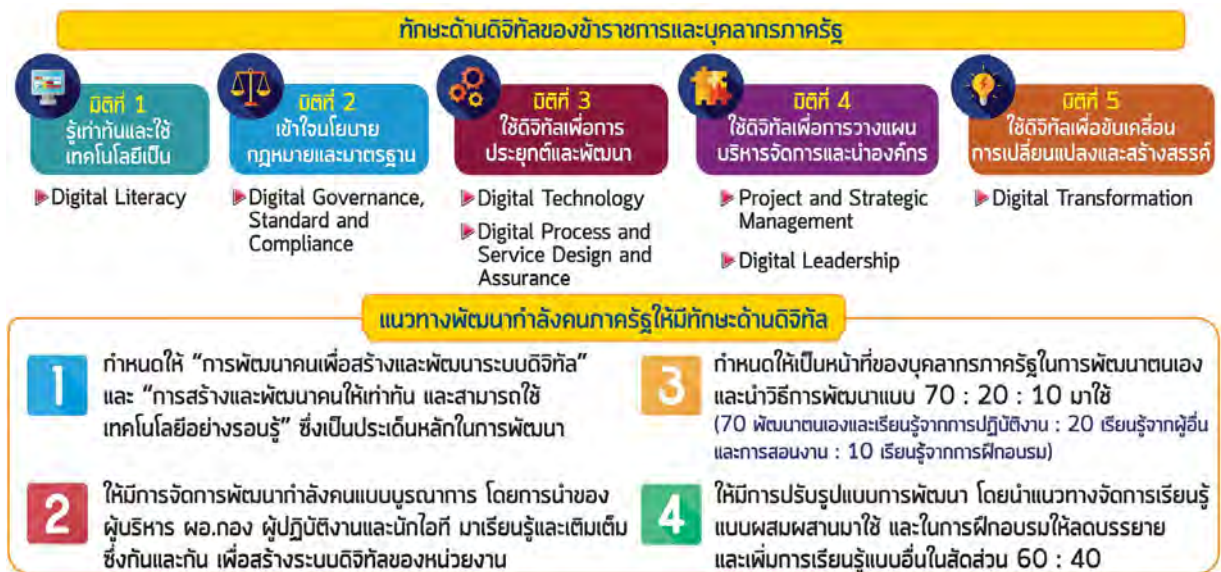 ทักษะด้านดิจิทัลของข้าราชการและบุคลากรภาครัฐ
มิติที่ 1
รู้เท่าทันและใช้
เทคโนโลยีเป็น
Digital Literacy
มิติที่ 2
เข้าใจนโยบาย
กฎหมายและมาตรฐาน
Digital Governance,
Standard and
Compliance
มิติที่ 3
ใช้ดิจิทัลเพื่อการ
ประยุกต์และพัฒนา
Digital Technology
Digital Process and
Service Design and
Assurance
มิติที่ 4
ใช้ดิจิทัลเพื่อการวางแผน
บริหารจัดการและนำองค์กร
Project and Strategic
Management
Digital Leadership
มิติที่ 5
ใช้ดิจิทัลเพื่อขับเคลื่อน
การเปลี่ยนแปลงและสร้างสรรค์
Digital Transformation
แนวทางพัฒนากำลังคนภาครัฐให้มีทักษะด้านดิจิทัล
1
กำหนดให้ “การพัฒนาคนเพื่อสร้างและพัฒนาระบบดิจิทัล”
และ “การสร้างและพัฒนาคนให้เท่าทัน และสามารถใช้
เทคโนโลยีอย่างรอบรู้” ซึ่งเป็นประเด็นหลักในการพัฒนา
2
ให้มีการจัดการพัฒนากำลังคนแบบบูรณาการ โดยการนำของ
ผู้บริหาร ผอ.กอง ผู้ปฏิบัติงานและนักไอที มาเรียนรู้และเติมเต็ม
ซึ่งกันและกัน เพื่อสร้างระบบดิจิทัลของหน่วยงาน
3
กำหนดให้เป็นหน้าที่ของบุคลากรภาครัฐในการพัฒนาตนเอง
และนำวิธีการพัฒนาแบบ 70 : 20 : 10 มาใช้
(70 พัฒนาตนเองและเรียนรู้จากการปฏิบัติงาน : 20 เรียนรู้จากผู้อื่น
และการสอนงาน : 10 เรียนรู้จากการฝึกอบรม)
4
ให้มีการปรับรูปแบบการพัฒนา โดยนำแนวทางจัดการเรียนรู้
แบบผสมผสานมาใช้ และในการฝึกอบรมให้ลดบรรยาย
และเพิ่มการเรียนรู้แบบอื่นในสัดส่วน 60 : 40